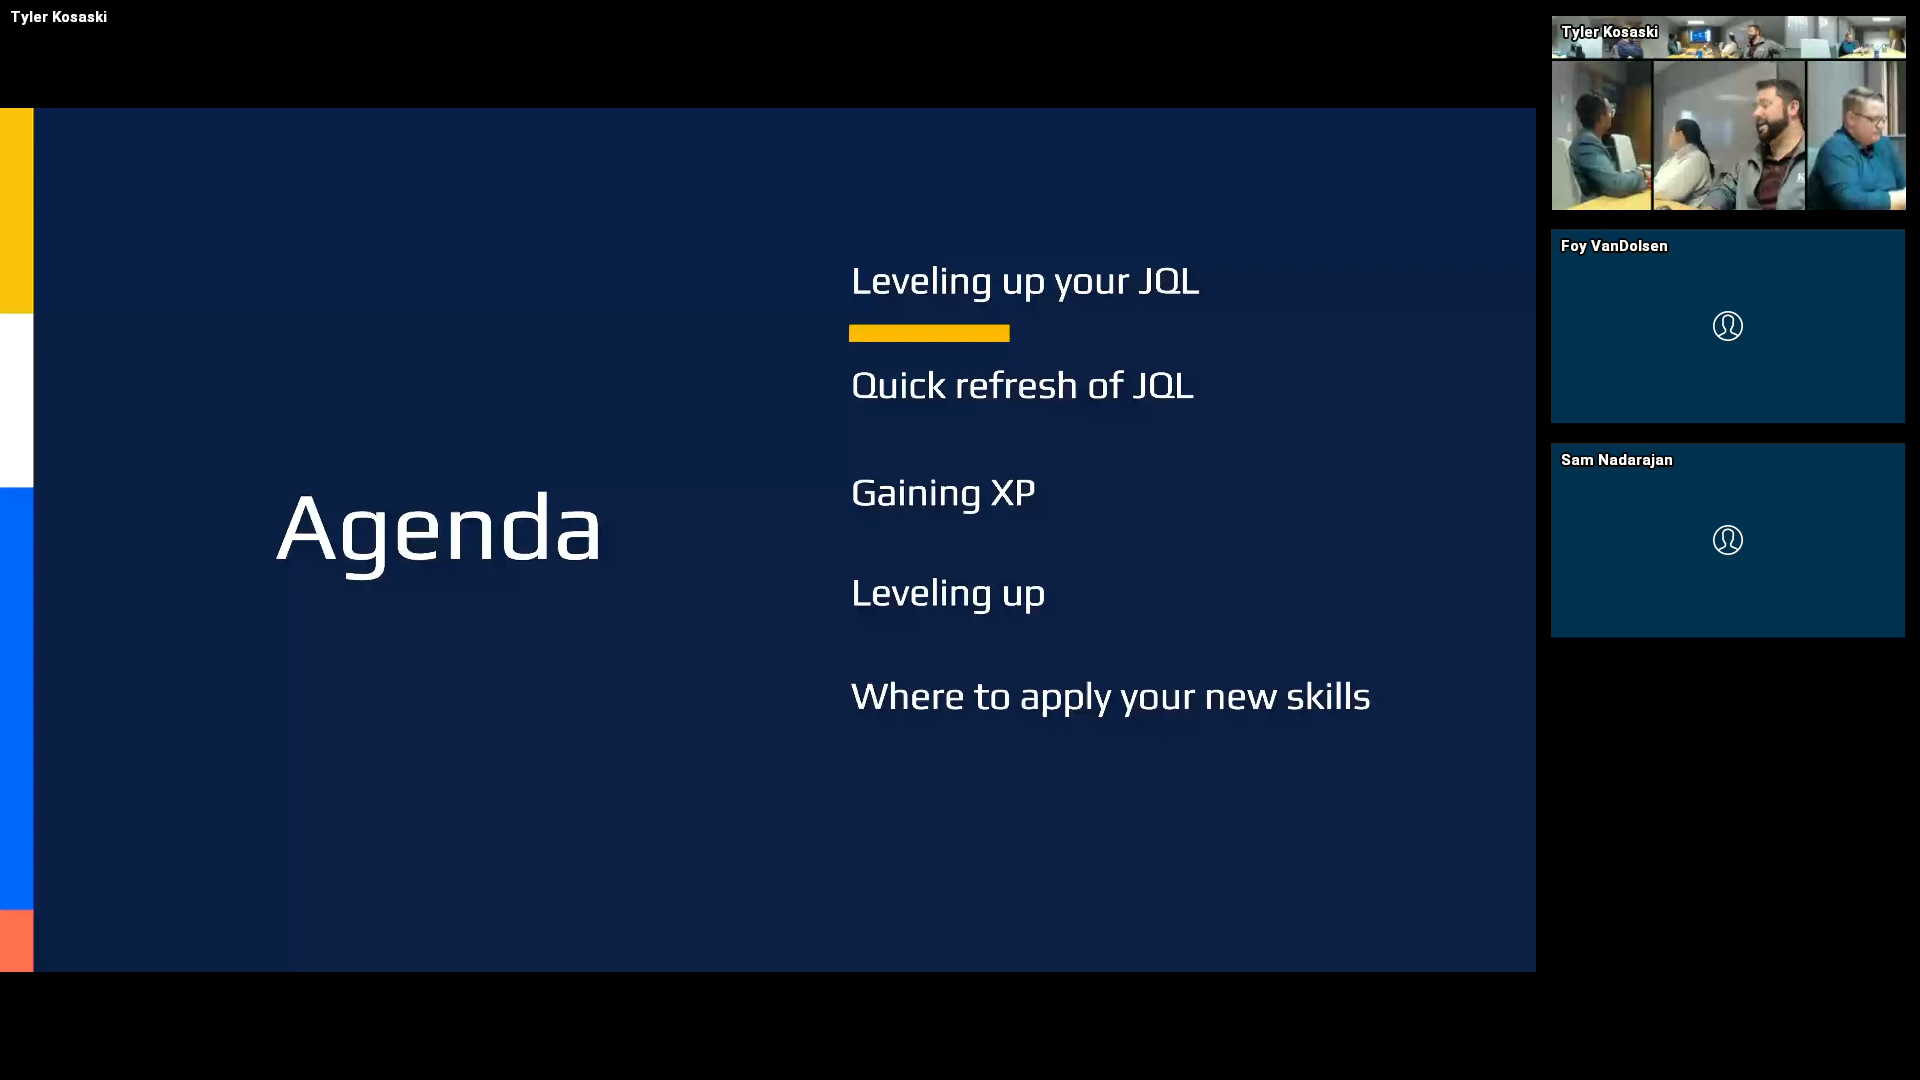 Tyler Kosaski
Agenda
Leveling up your JQL
Quick refresh of JQL
Gaining XP
Leveling up
Where to apply your new skills
Tyler Kosaski
Foy VanDolsen
Sam Nadarajan